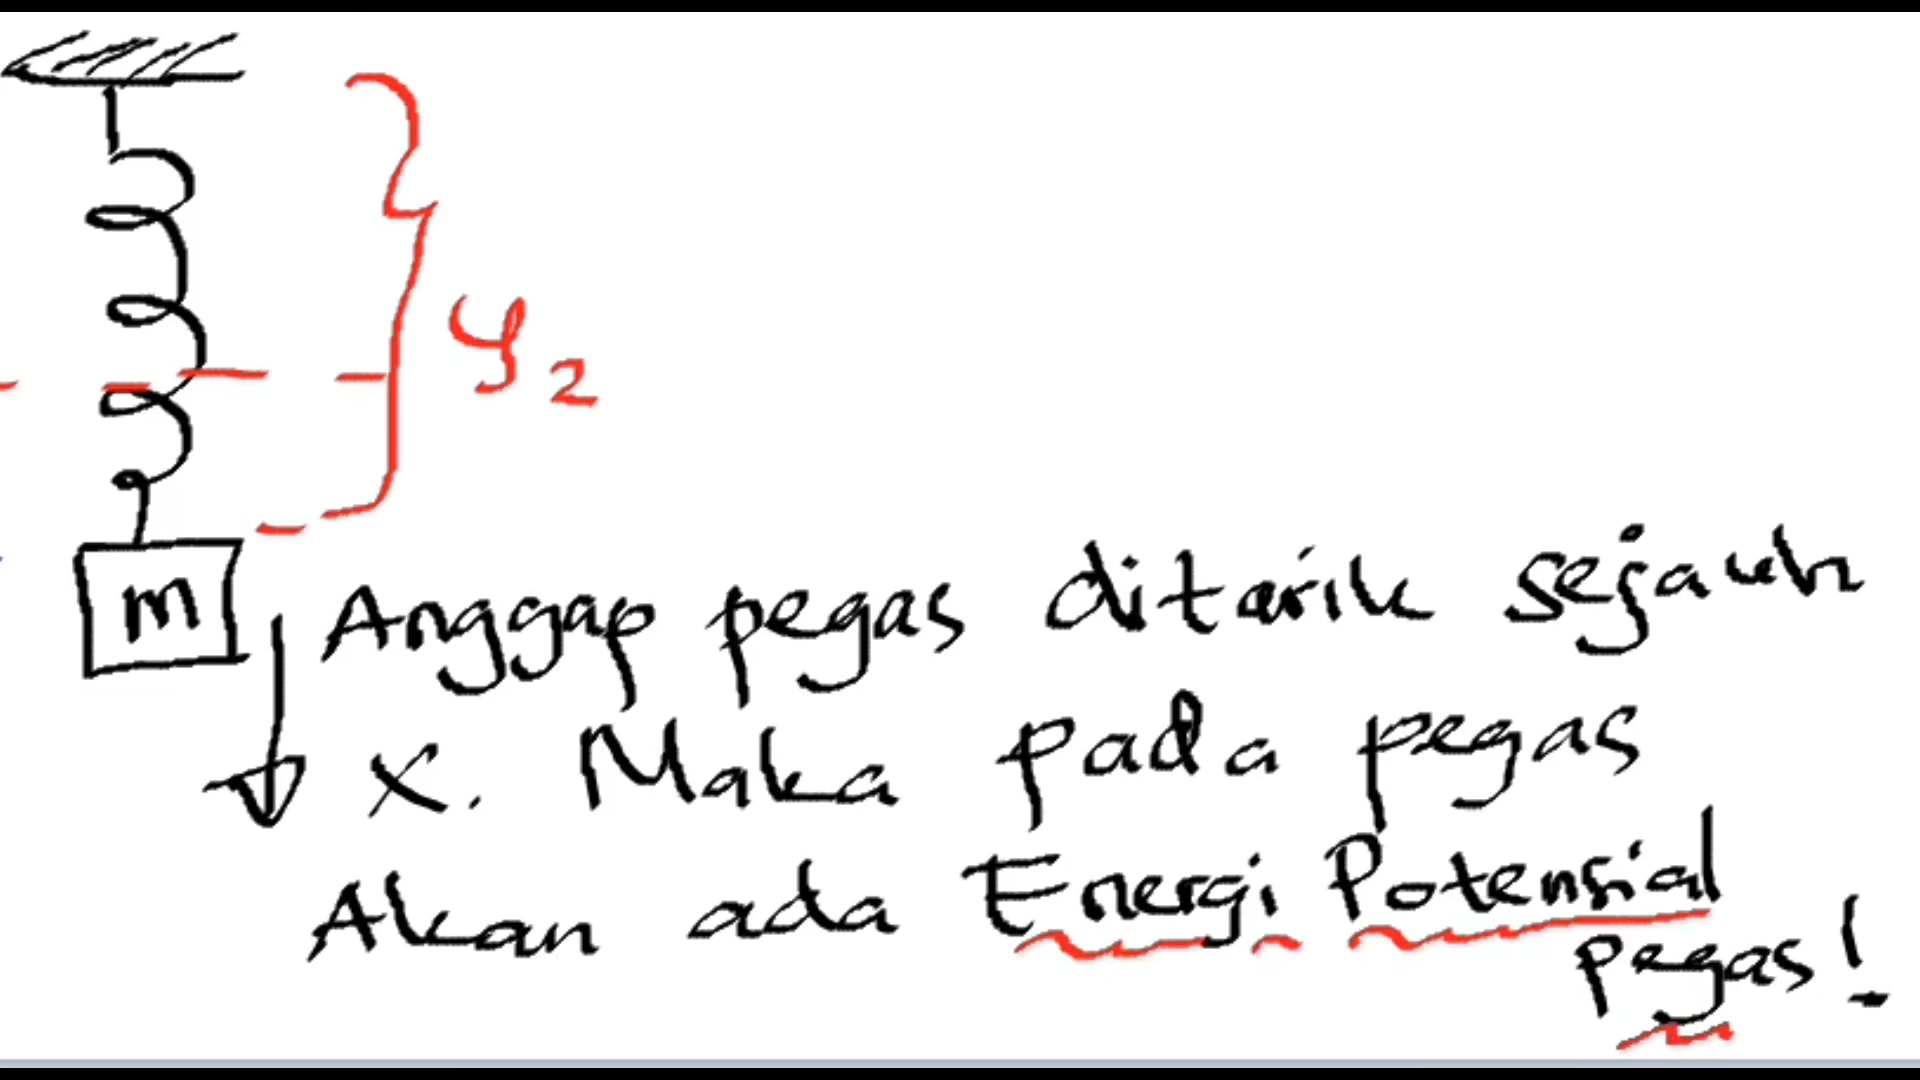 y₂
m
Anggap pegas ditarik sejauh
x. Maka pada pegas
Akan ada Energi Potensial
pegas!